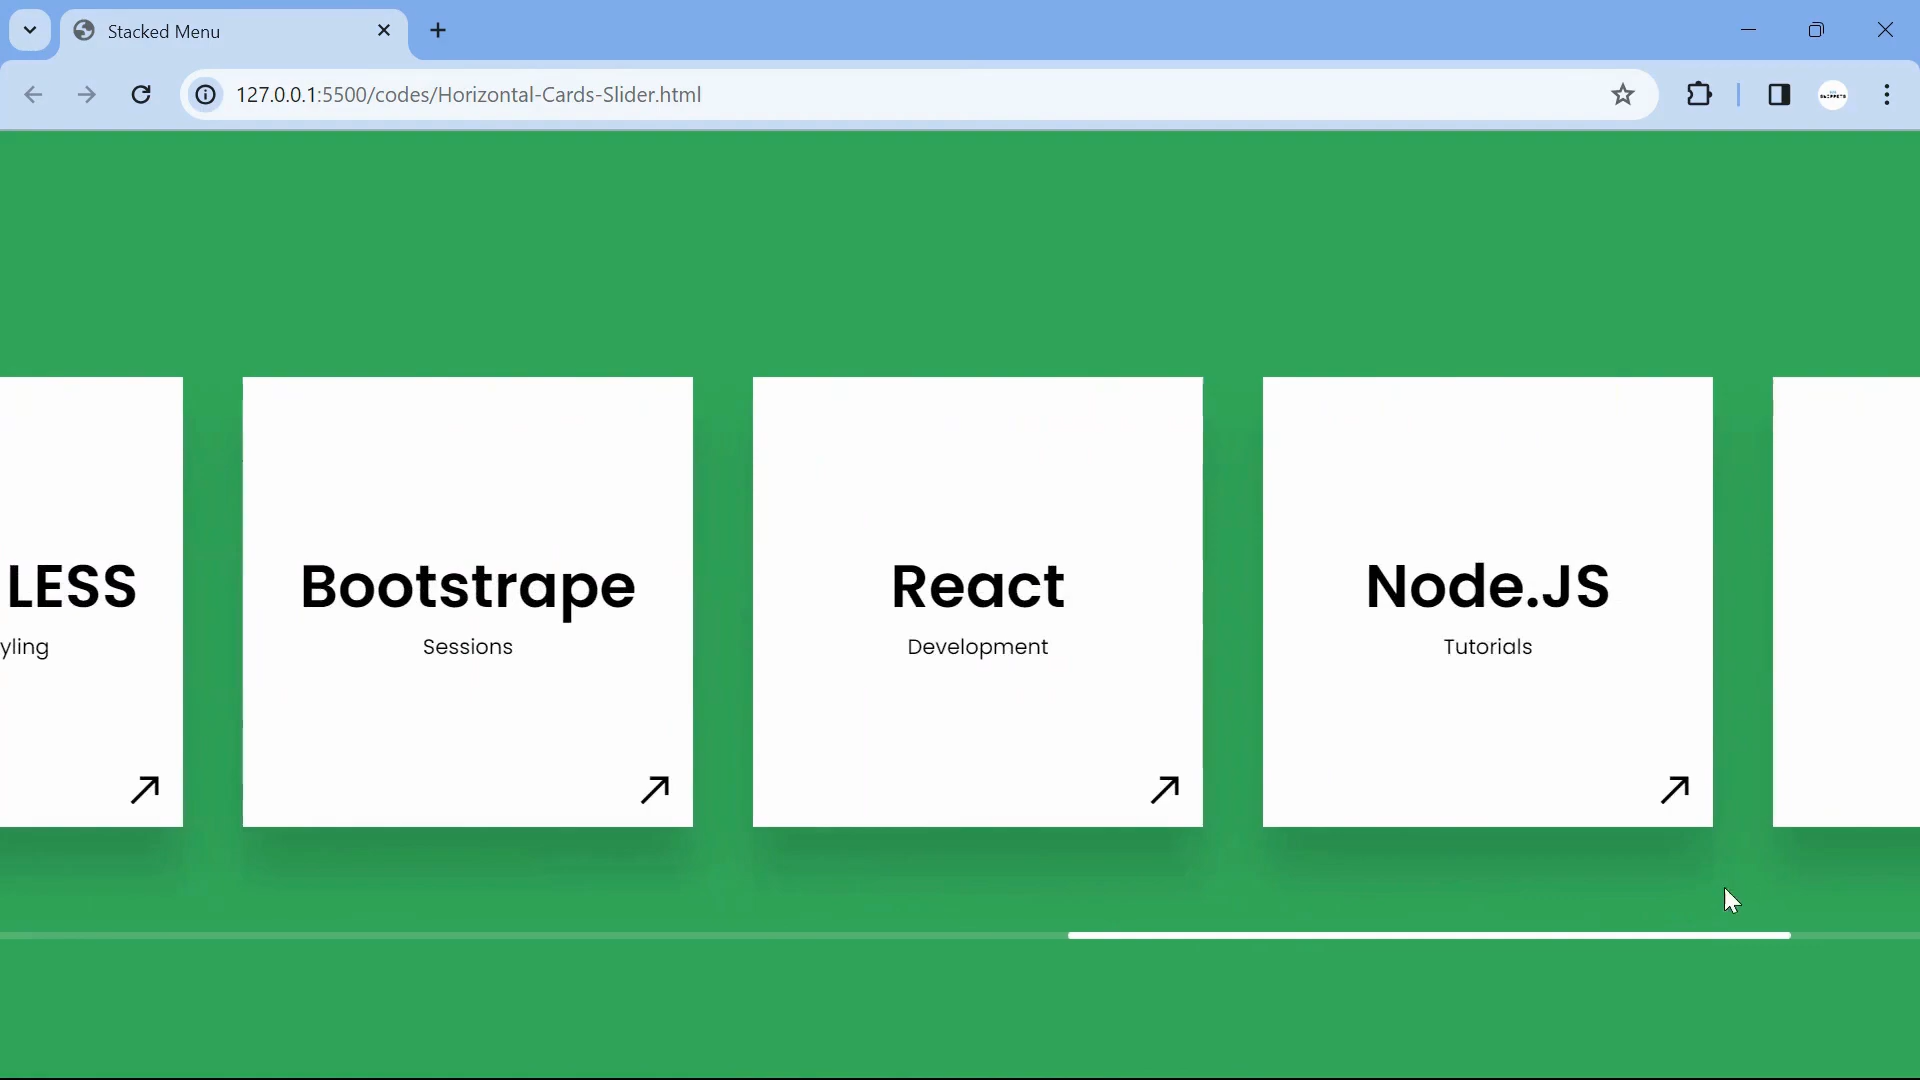 Stacked Menu
127.0.0.1:5500/codes/Horizontal-Cards-Slider.html
LESS
yling
Bootstrape
Sessions
React
Development
Node.JS
Tutorials